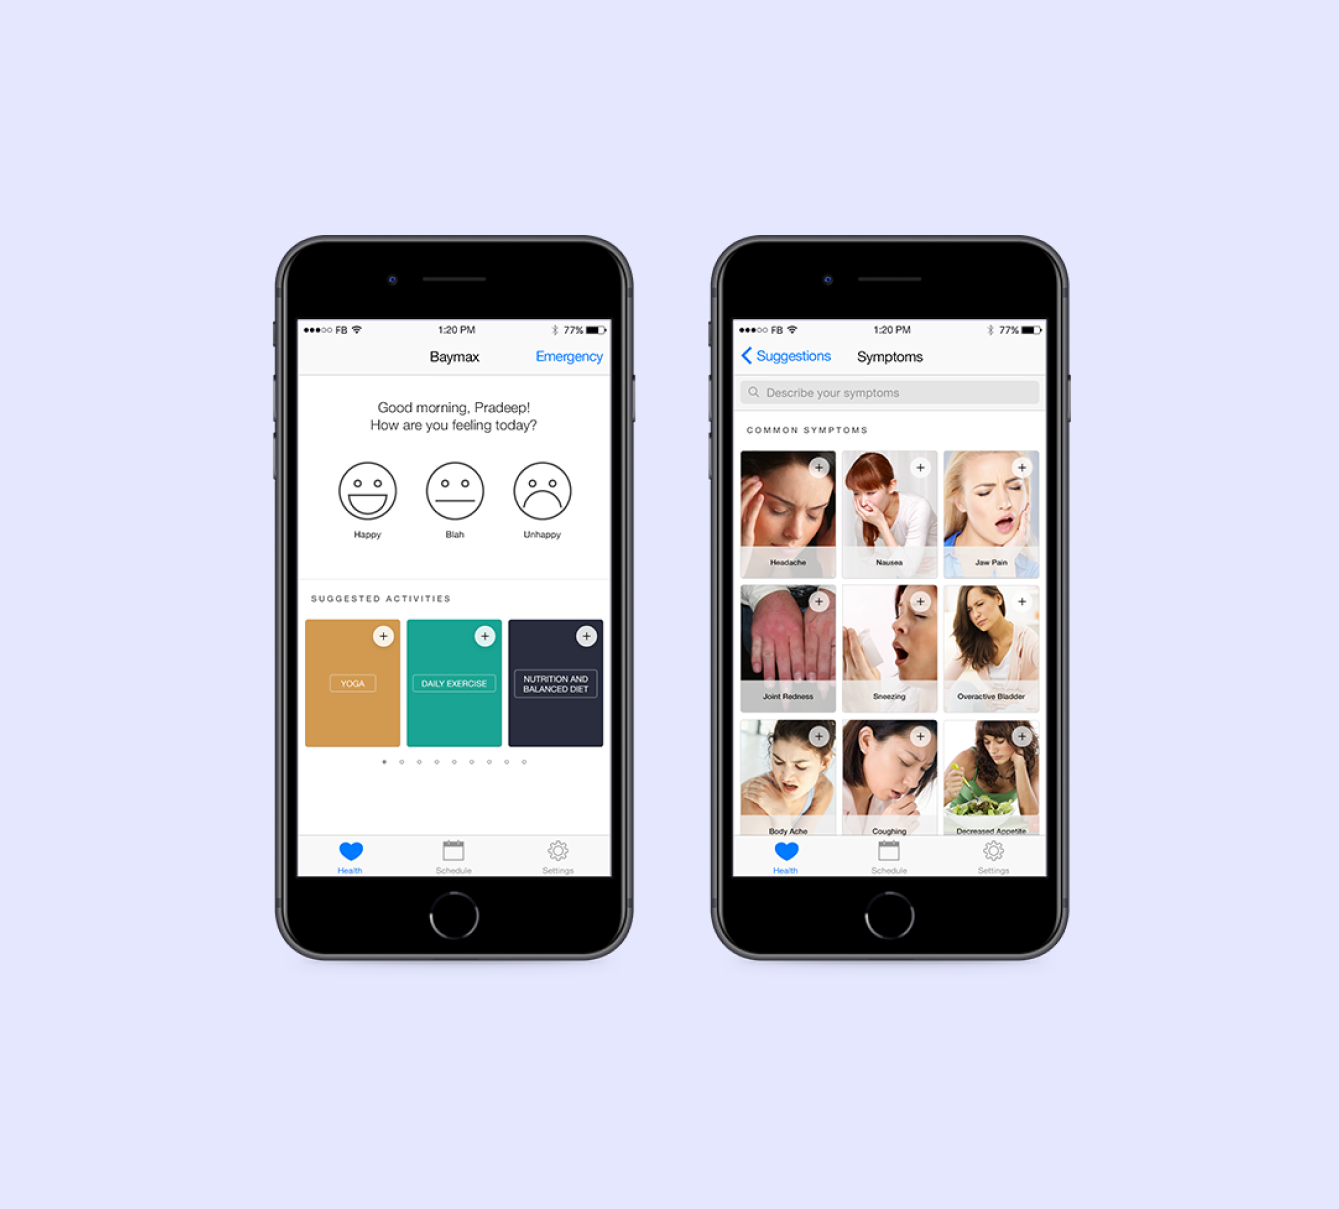 FB 1:20 PM 77%
Baymax Emergency
Good morning, Pradeep!
How are you feeling today?
Happy Blah Unhappy
SUGGESTED ACTIVITIES
YOGA
DAILY EXERCISE
NUTRITION AND
BALANCED DIET
Health Schedule Settings
FB 1:20 PM 77%
Suggestions Symptoms
Describe your symptoms
COMMON SYMPTOMS
Headache Nausea Jaw Pain
Joint Redness Sneezing Overactive Bladder
Body Ache Coughing Decreased Appetite
Health Schedule Settings